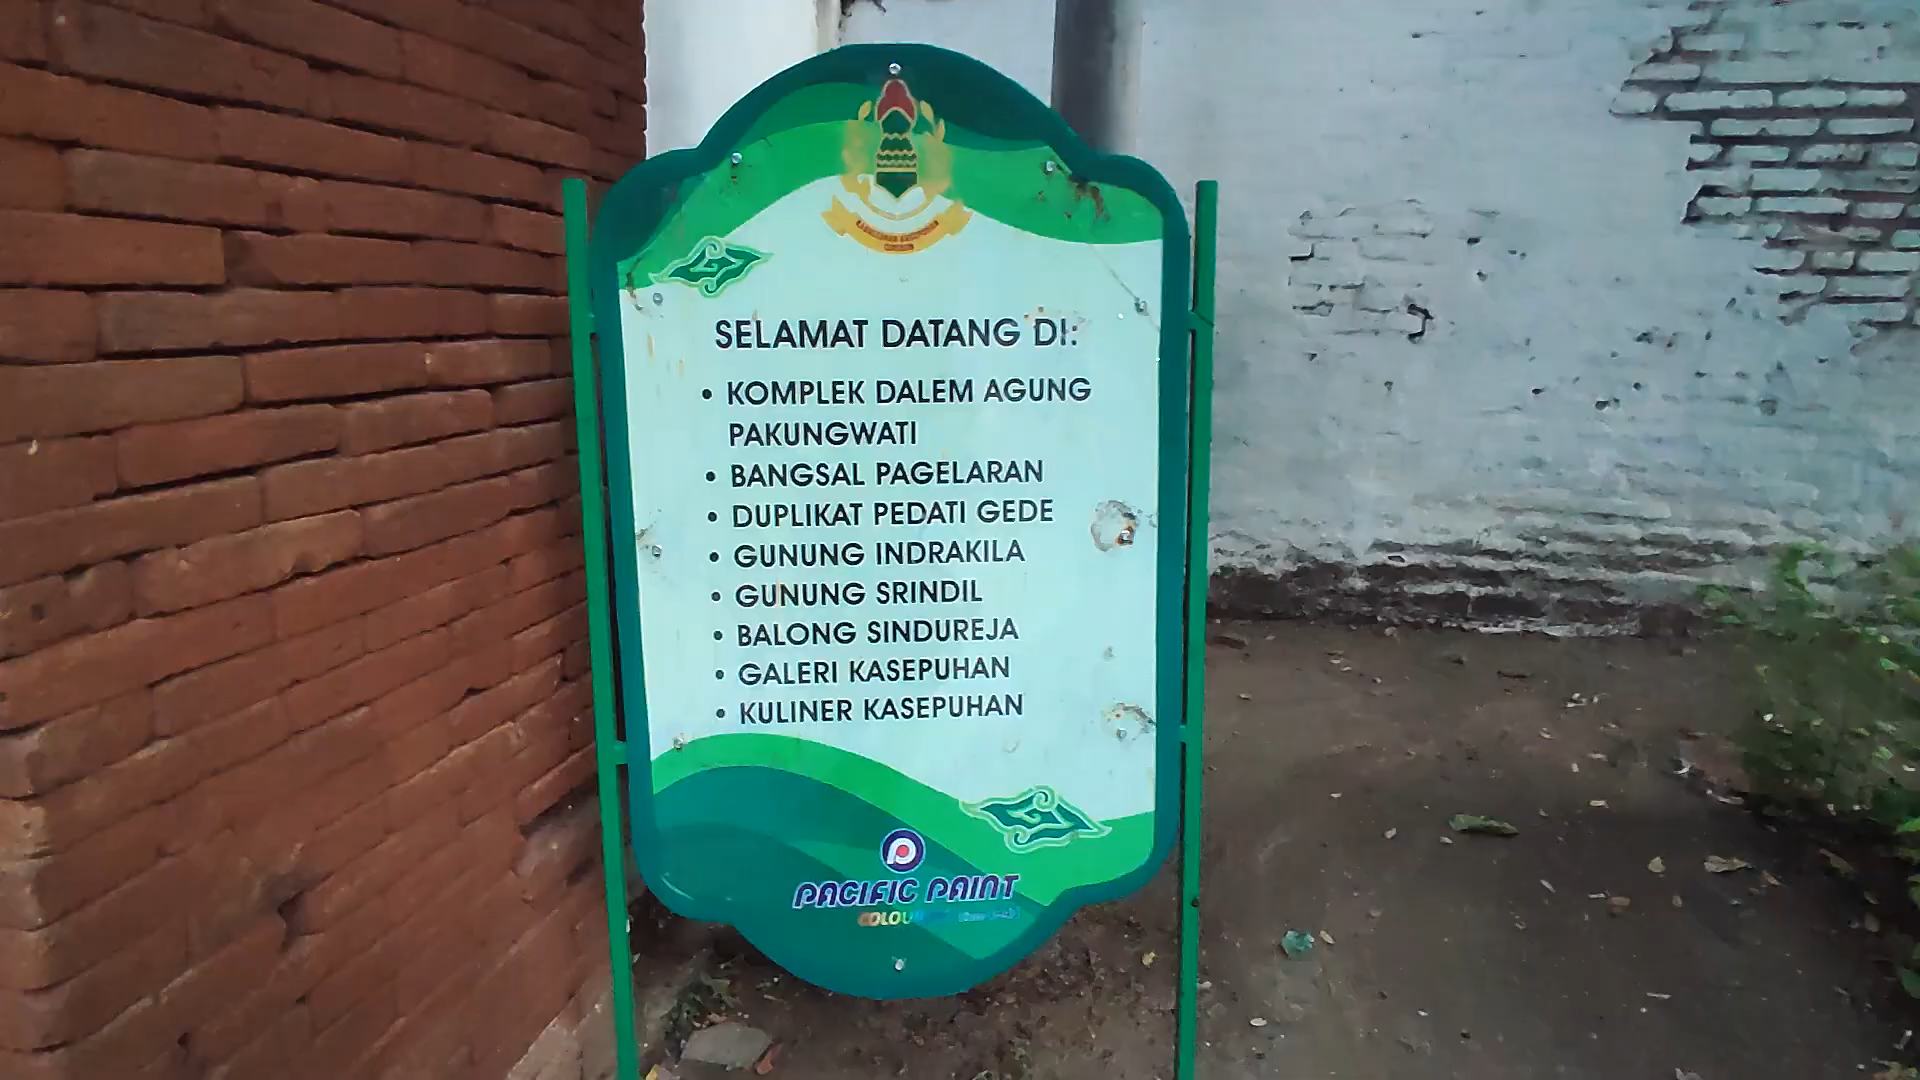 SELAMAT DATANG DI:
• KOMPLEK DALEM AGUNG
PAKUNGWATI
• BANGSAL PAGELARAN
• DUPLIKAT PEDATI GEDE
• GUNUNG INDRAKILA
• GUNUNG SRINDIL
• BALONG SINDUREJA
• GALERI KASEPUHAN
• KULINER KASEPUHAN
PACIFIC PAINT